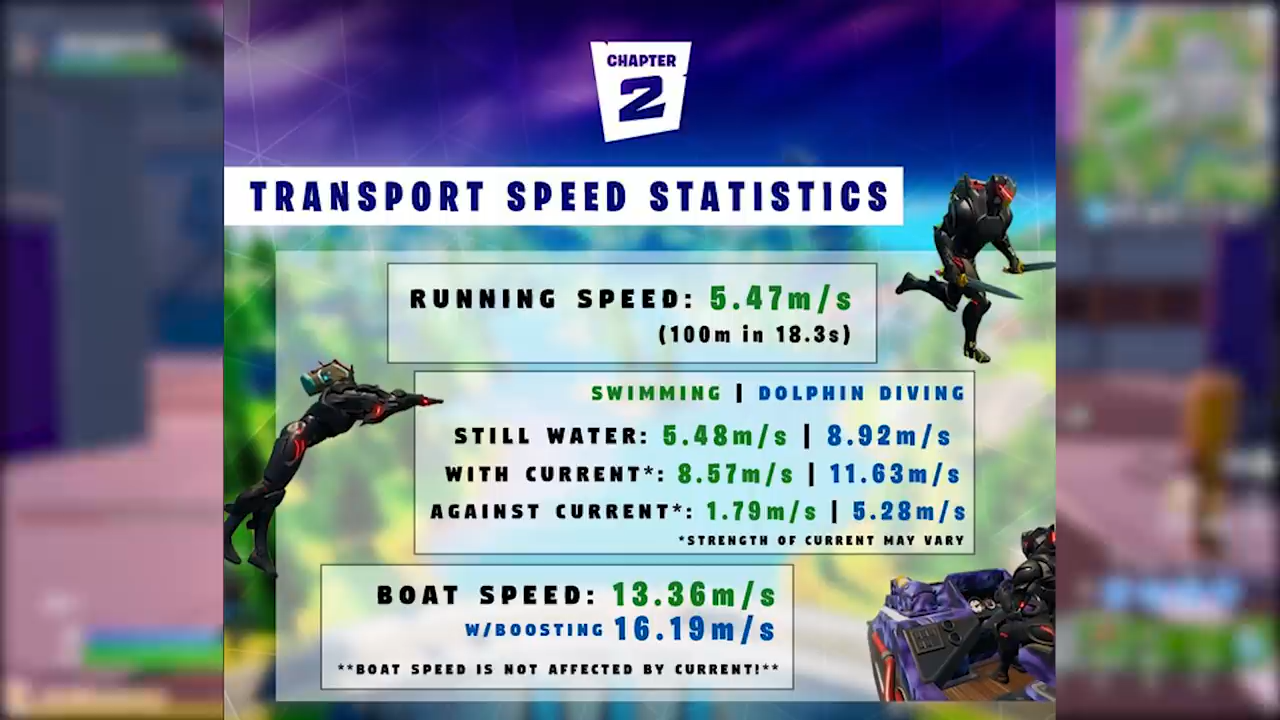 CHAPTER
2
TRANSPORT SPEED STATISTICS
RUNNING SPEED: 5.47m/s
(100m in 18.3s)
SWIMMING | DOLPHIN DIVING
STILL WATER: 5.48m/s | 8.92m/s
WITH CURRENT*: 8.57m/s | 11.63m/s
AGAINST CURRENT*: 1.79m/s | 5.28m/s
*STRENGTH OF CURRENT MAY VARY
BOAT SPEED: 13.36m/s
W/BOOSTING 16.19m/s
**BOAT SPEED IS NOT AFFECTED BY CURRENT!**